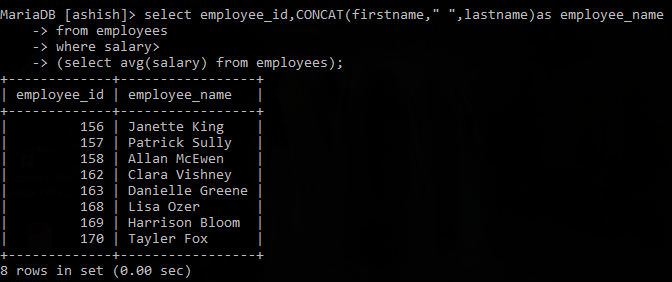 MariaDB [ashish]> select employee_id,CONCAT(firstname," ",lastname)as employee_name
    -> from employees
    -> where salary>
    -> (select avg(salary) from employees);
+-------------+-----------------+
| employee_id | employee_name   |
+-------------+-----------------+
|         156 | Janette King    |
|         157 | Patrick Sully   |
|         158 | Allan McEwen    |
|         162 | Clara Vishney   |
|         163 | Danielle Greene |
|         168 | Lisa Ozer       |
|         169 | Harrison Bloom  |
|         170 | Tayler Fox      |
+-------------+-----------------+
8 rows in set (0.00 sec)